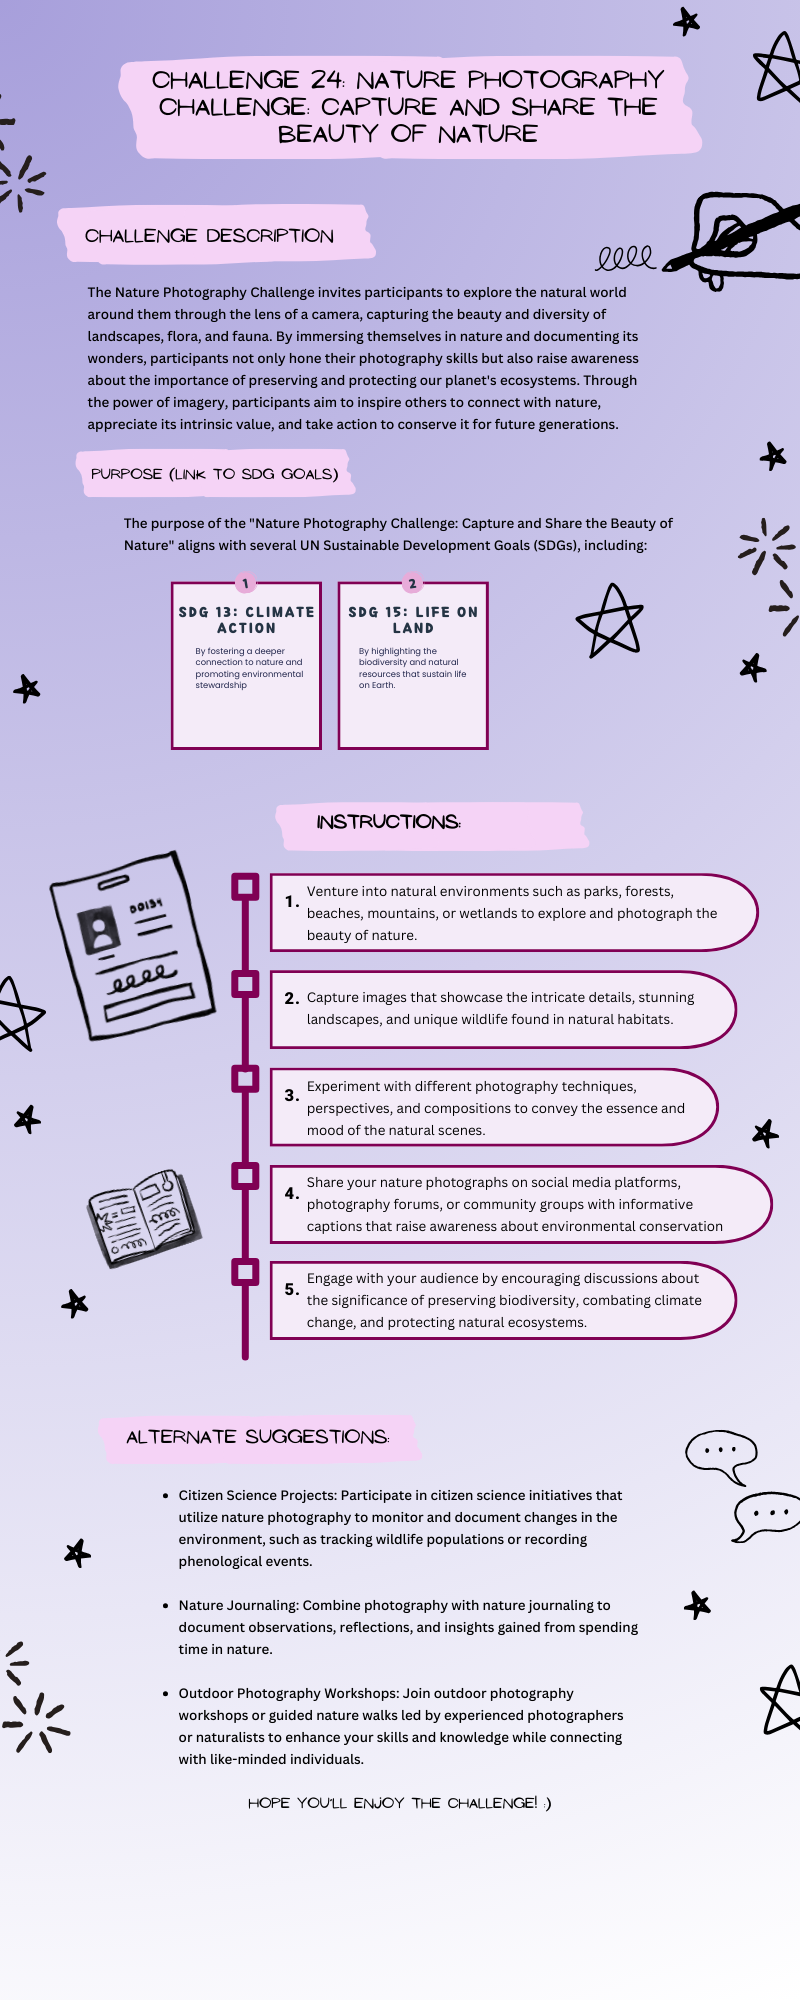 CHALLENGE 24: NATURE PHOTOGRAPHY
CHALLENGE: CAPTURE AND SHARE THE
BEAUTY OF NATURE
CHALLENGE DESCRIPTION
The Nature Photography Challenge invites participants to explore the natural world
around them through the lens of a camera, capturing the beauty and diversity of
landscapes, flora, and fauna. By immersing themselves in nature and documenting its
wonders, participants not only hone their photography skills but also raise awareness
about the importance of preserving and protecting our planet's ecosystems. Through
the power of imagery, participants aim to inspire others to connect with nature,
appreciate its intrinsic value, and take action to conserve it for future generations.
PURPOSE (LINK TO SDG GOALS)
The purpose of the "Nature Photography Challenge: Capture and Share the Beauty of
Nature" aligns with several UN Sustainable Development Goals (SDGs), including:
1
SDG 13: CLIMATE
ACTION
By fostering a deeper
connection to nature and
promoting environmental
stewardship
2
SDG 15: LIFE ON
LAND
By highlighting the
biodiversity and natural
resources that sustain life
on Earth.
INSTRUCTIONS:
1. Venture into natural environments such as parks, forests,
beaches, mountains, or wetlands to explore and photograph the
beauty of nature.
2. Capture images that showcase the intricate details, stunning
landscapes, and unique wildlife found in natural habitats.
3. Experiment with different photography techniques,
perspectives, and compositions to convey the essence and
mood of the natural scenes.
4. Share your nature photographs on social media platforms,
photography forums, or community groups with informative
captions that raise awareness about environmental conservation
5. Engage with your audience by encouraging discussions about
the significance of preserving biodiversity, combating climate
change, and protecting natural ecosystems.
ALTERNATE SUGGESTIONS:
• Citizen Science Projects: Participate in citizen science initiatives that
utilize nature photography to monitor and document changes in the
environment, such as tracking wildlife populations or recording
phenological events.
• Nature Journaling: Combine photography with nature journaling to
document observations, reflections, and insights gained from spending
time in nature.
• Outdoor Photography Workshops: Join outdoor photography
workshops or guided nature walks led by experienced photographers
or naturalists to enhance your skills and knowledge while connecting
with like-minded individuals.
HOPE YOU'LL ENJOY THE CHALLENGE! :)